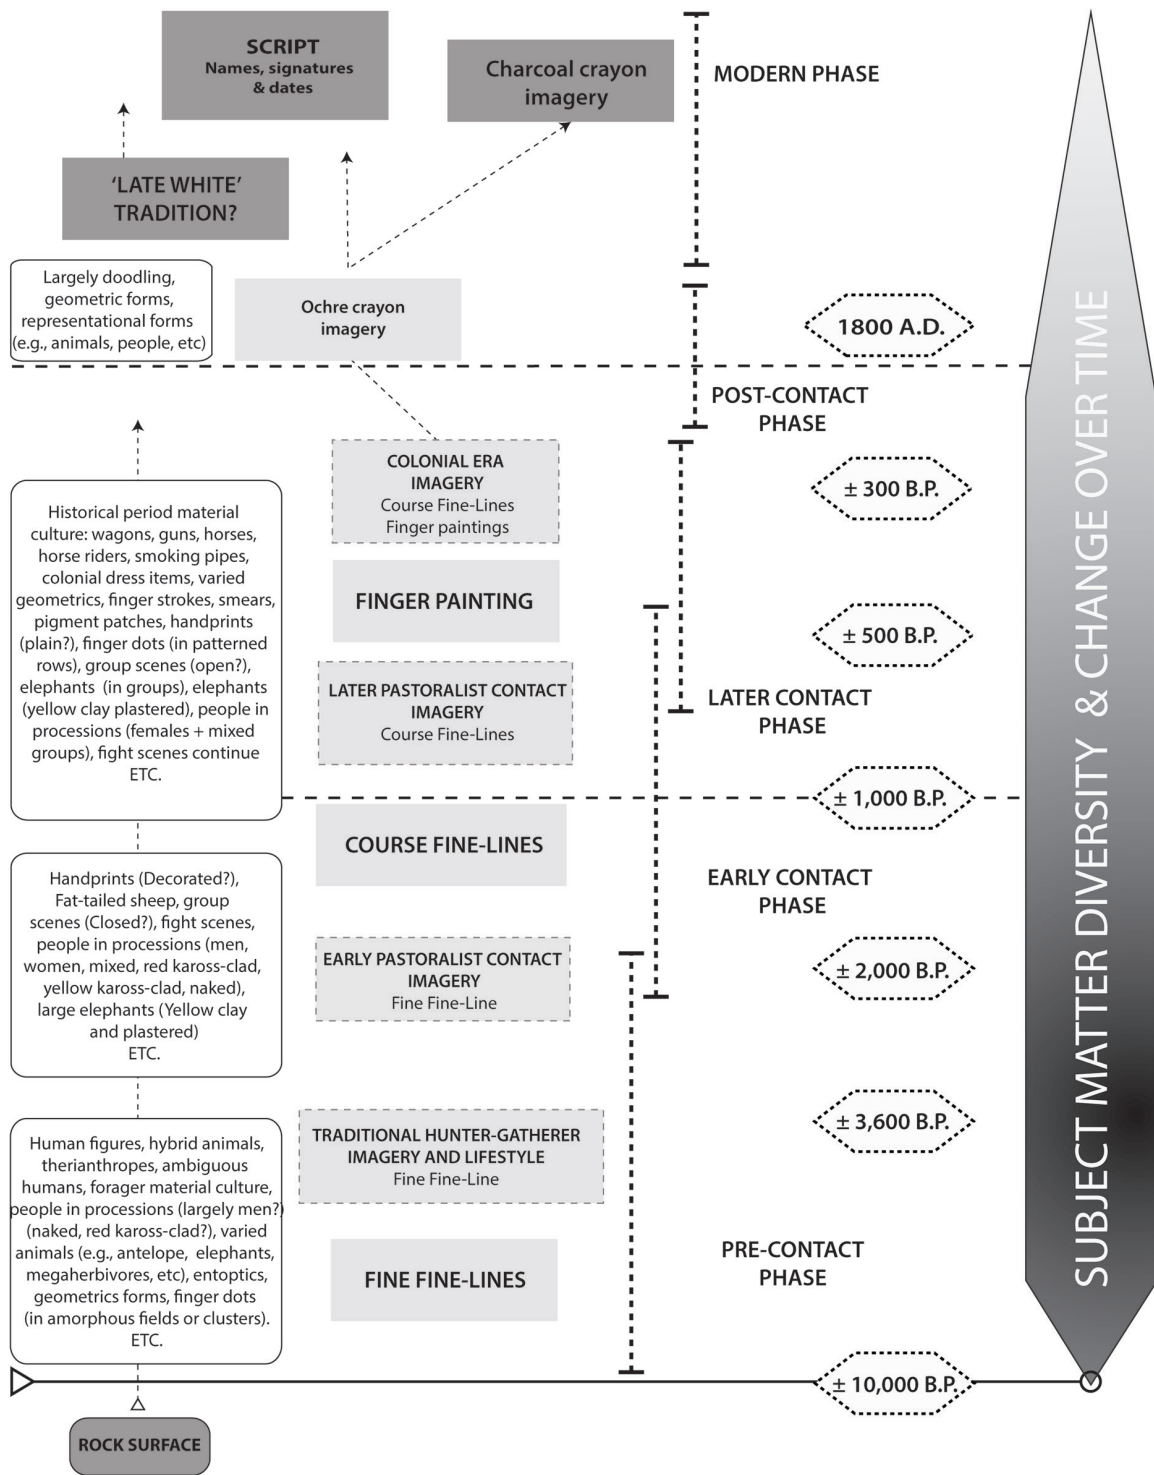 SCRIPT
Names, signatures
& dates
Charcoal crayon
imagery
MODERN PHASE
‘LATE WHITE’
TRADITION?
Largely doodling,
geometric forms,
representational forms
(e.g., animals, people, etc)
Ochre crayon
imagery
1800 A.D.
POST-CONTACT
PHASE
COLONIAL ERA
IMAGERY
Course Fine-Lines
Finger paintings
± 300 B.P.
Historical period material
culture: wagons, guns, horses,
horse riders, smoking pipes,
colonial dress items, varied
geometrics, finger strokes, smears,
pigment patches, handprints
(plain?), finger dots (in patterned
rows), group scenes (open?),
elephants (in groups), elephants
(yellow clay plastered), people in
processions (females + mixed
groups), fight scenes continue
ETC.
FINGER PAINTING
± 500 B.P.
LATER PASTORALIST CONTACT
IMAGERY
Course Fine-Lines
LATER CONTACT
PHASE
± 1,000 B.P.
COURSE FINE-LINES
EARLY CONTACT
PHASE
Handprints (Decorated?),
Fat-tailed sheep, group
scenes (Closed?), fight scenes,
people in processions (men,
women, mixed, red kaross-clad,
yellow kaross-clad, naked),
large elephants (Yellow clay
and plastered)
ETC.
EARLY PASTORALIST CONTACT
IMAGERY
Fine Fine-Line
± 2,000 B.P.
± 3,600 B.P.
TRADITIONAL HUNTER-GATHERER
IMAGERY AND LIFESTYLE
Fine Fine-Line
Human figures, hybrid animals,
therianthropes, ambiguous
humans, forager material culture,
people in processions (largely men?)
(naked, red kaross-clad?), varied
animals (e.g., antelope, elephants,
megaherbivores, etc), entoptics,
geometrics forms, finger dots
(in amorphous fields or clusters).
ETC.
FINE FINE-LINES
PRE-CONTACT
PHASE
± 10,000 B.P.
ROCK SURFACE
SUBJECT MATTER DIVERSITY & CHANGE OVER TIME